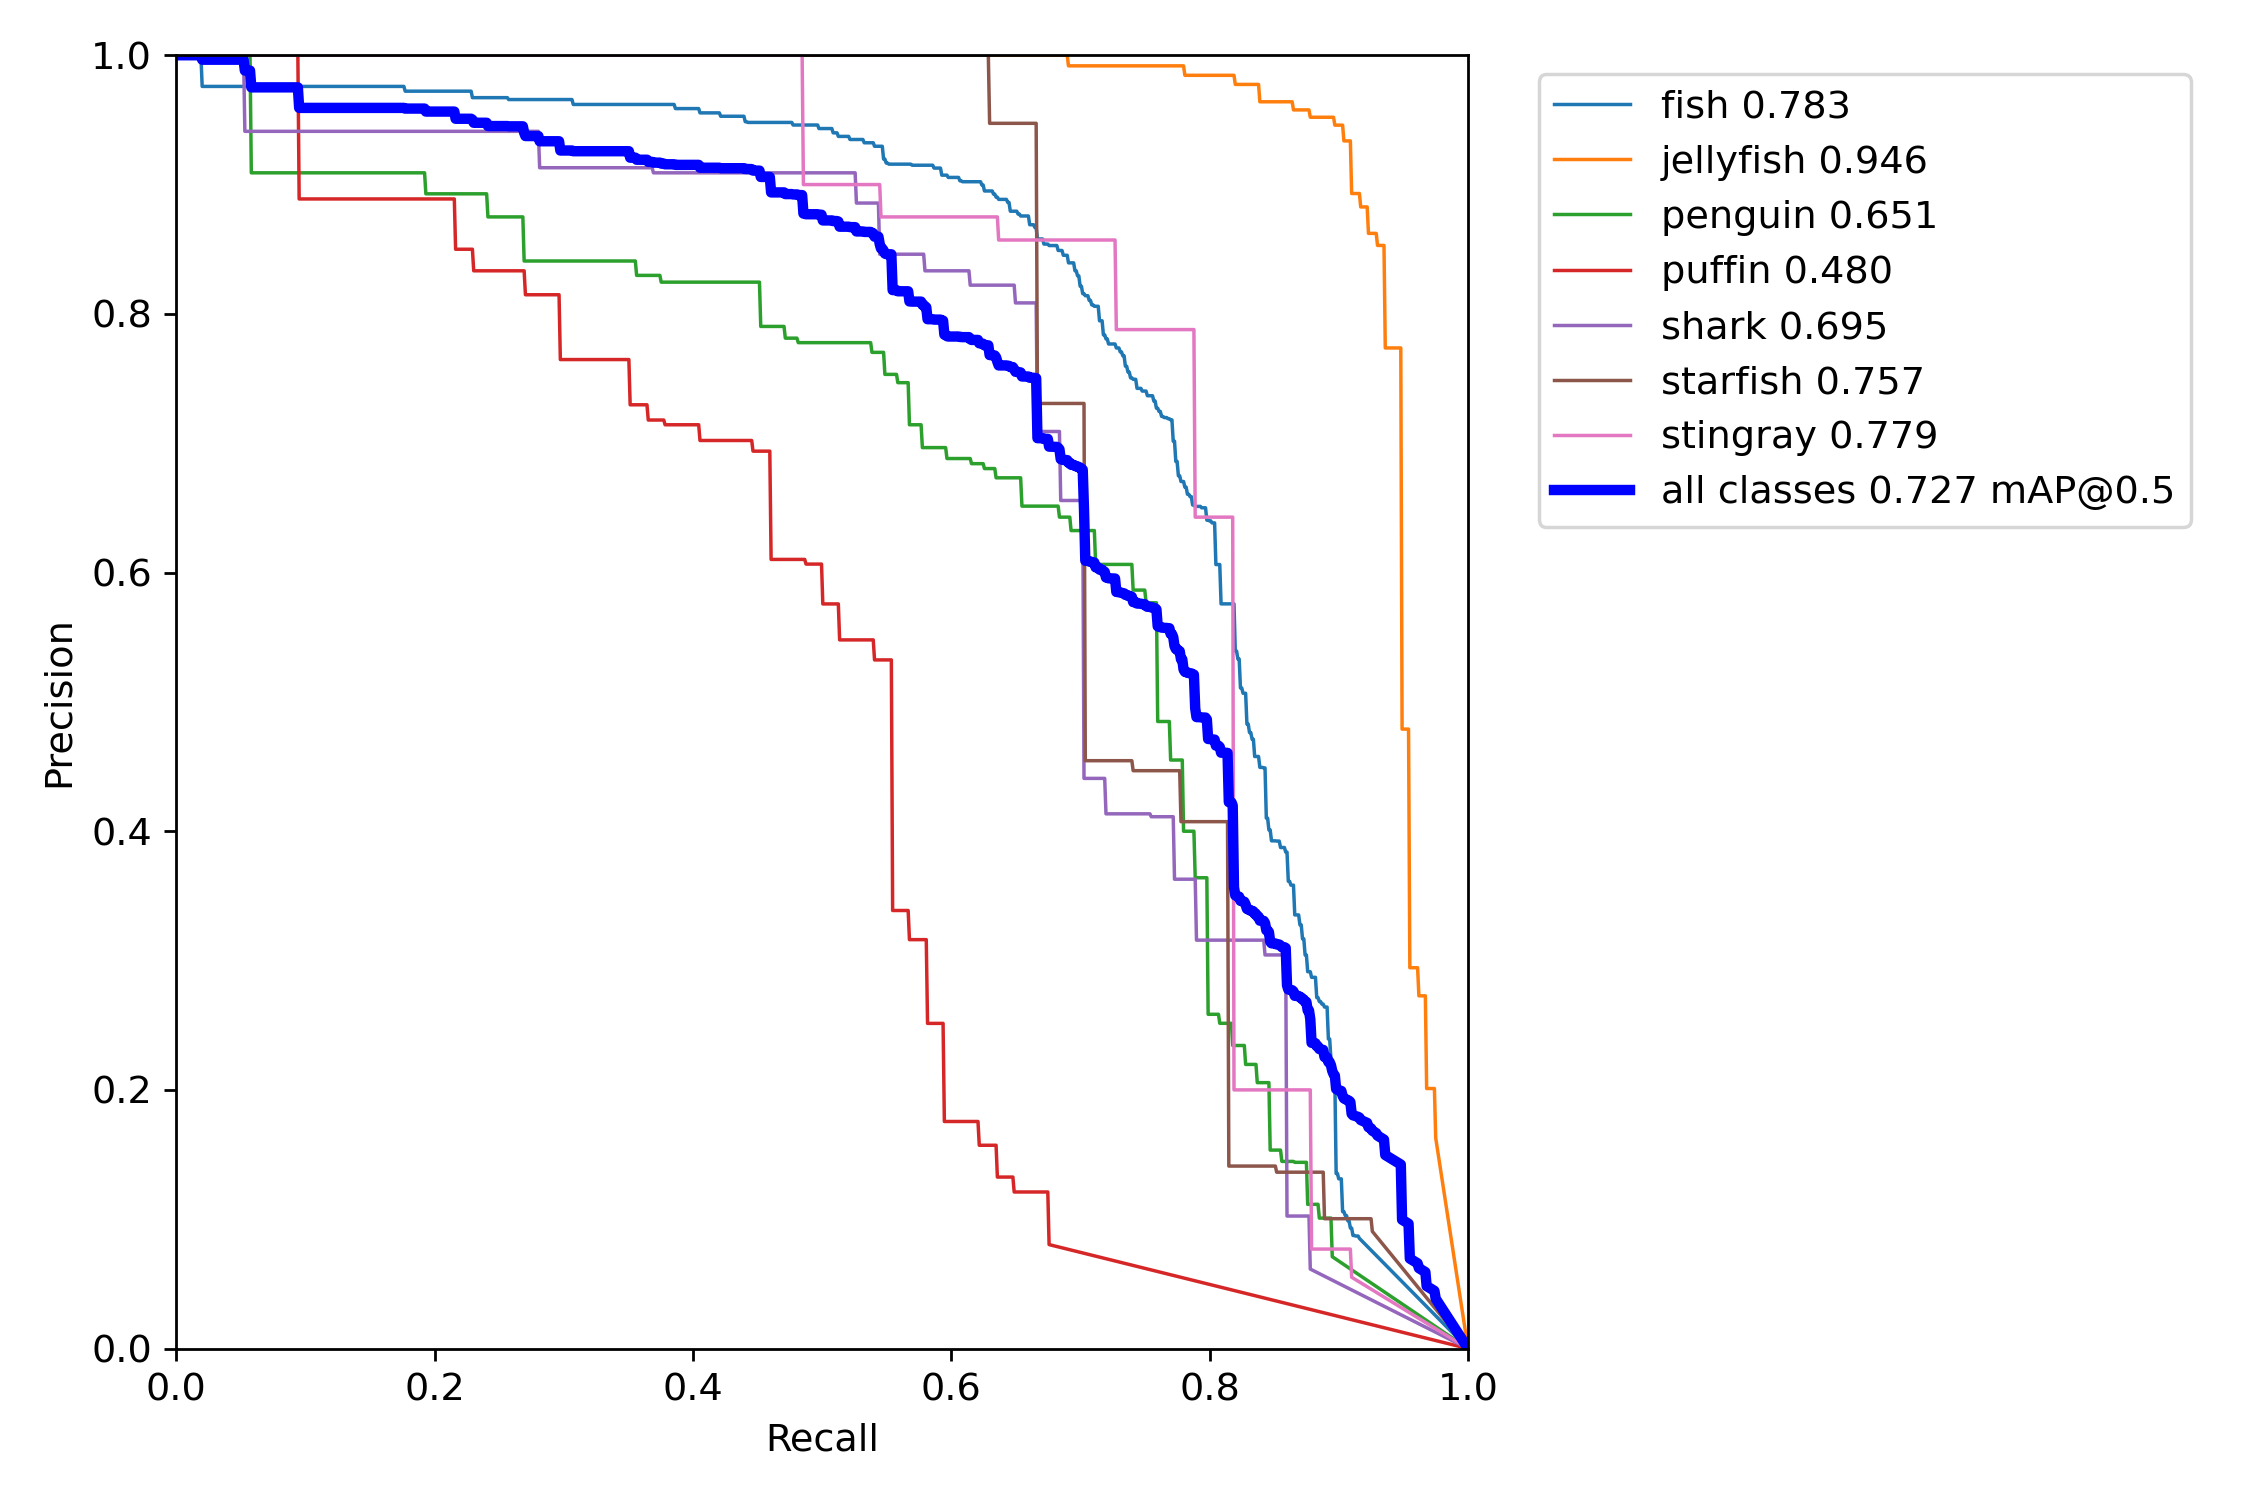 1.0
0.8
0.6
0.4
0.2
0.0
Precision
0.0 0.2 0.4 0.6 0.8 1.0
Recall
fish 0.783
jellyfish 0.946
penguin 0.651
puffin 0.480
shark 0.695
starfish 0.757
stingray 0.779
all classes 0.727 mAP@0.5